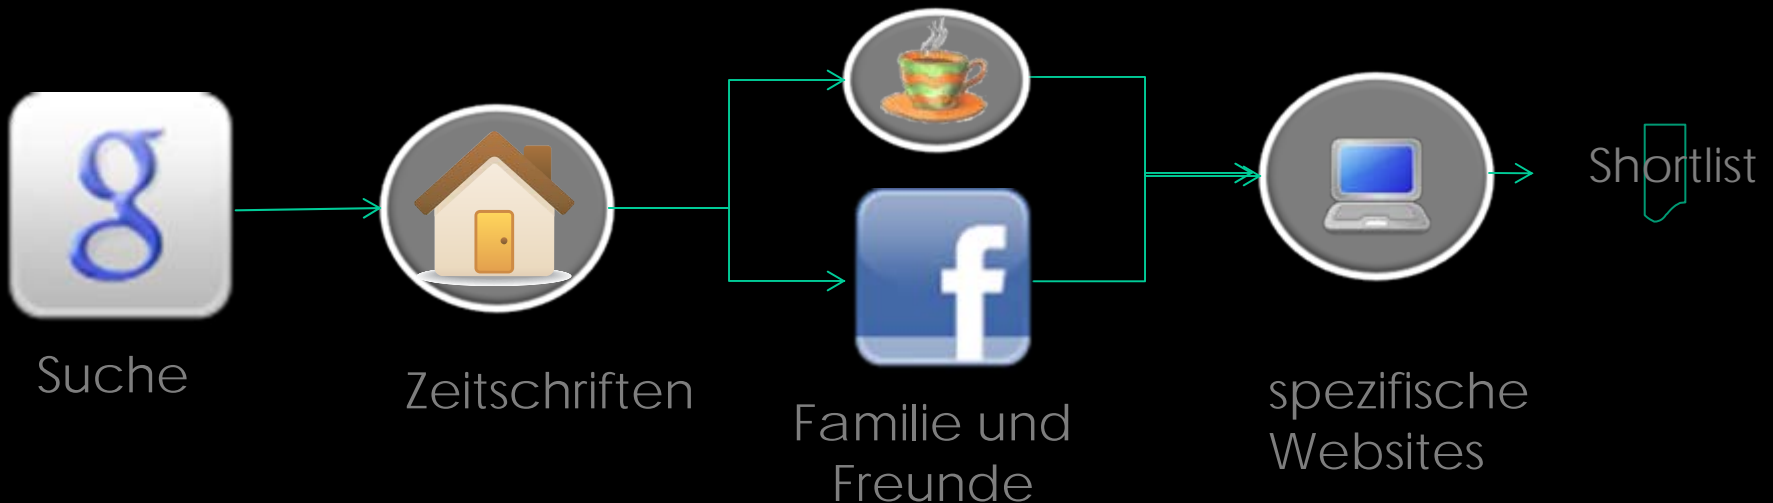 g
f
Suche
Zeitschriften
Familie und
Freunde
spezifische
Websites
Shortlist